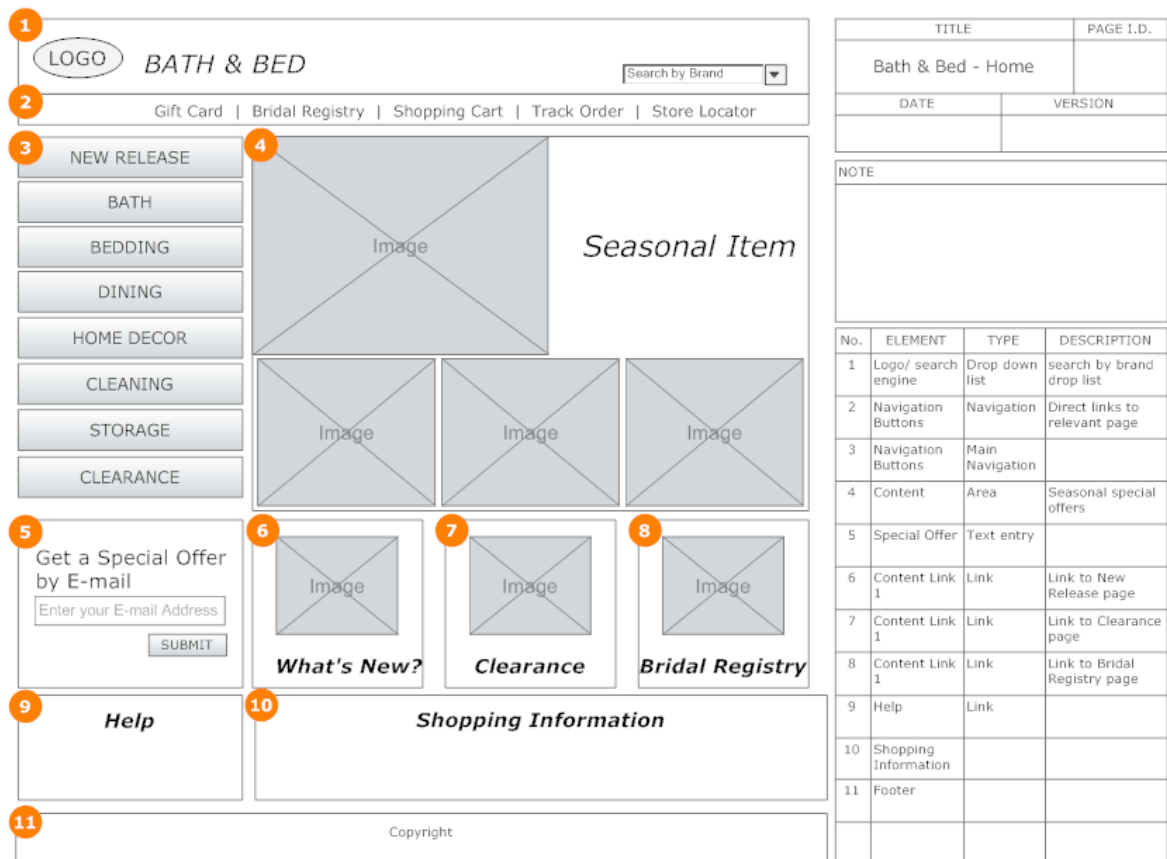 1
LOGO
BATH & BED
Search by Brand
2
Gift Card | Bridal Registry | Shopping Cart | Track Order | Store Locator
3
NEW RELEASE
BATH
BEDDING
DINING
HOME DECOR
CLEANING
STORAGE
CLEARANCE
4
Image
Seasonal Item
Image
Image
Image
5
Get a Special Offer
by E-mail
Enter your E-mail Address
SUBMIT
6
Image
What's New?
7
Image
Clearance
8
Image
Bridal Registry
9
Help
10
Shopping Information
11
Copyright
TITLE
PAGE I.D.
Bath & Bed - Home
DATE
VERSION
NOTE
No. ELEMENT TYPE DESCRIPTION
1 Logo/ search Drop down search by brand
engine list drop list
2 Navigation Navigation Direct links to
Buttons relevant page
3 Navigation Main
Buttons Navigation
4 Content Area Seasonal special
offers
5 Special Offer Text entry
6 Content Link Link Link to New
1 Release page
7 Content Link Link Link to Clearance
1 page
8 Content Link Link Link to Bridal
1 Registry page
9 Help Link
10 Shopping
Information
11 Footer